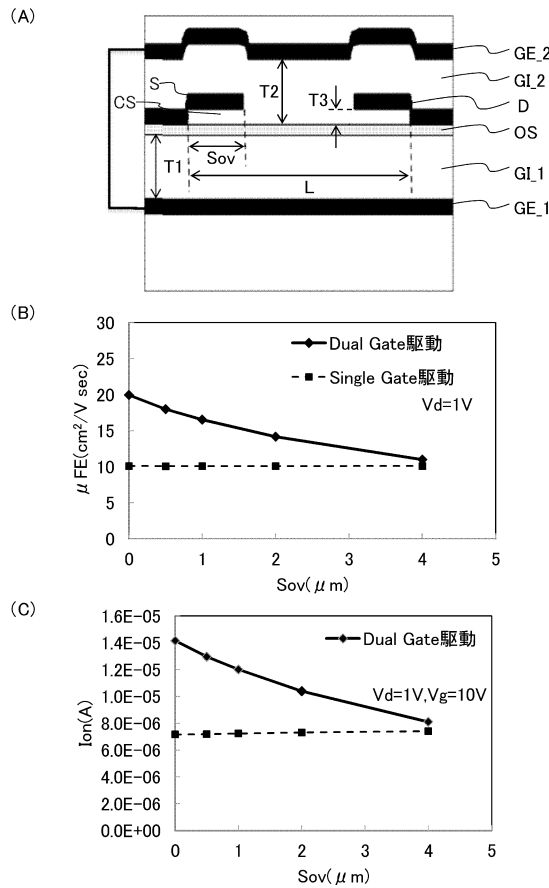 (A)
GE_2
GI_2
S
T2
T3
D
CS
OS
Sov
T1
L
GI_1
GE_1
(B)
30
25
20
15
10
5
0
μFE(cm²/V sec)
Dual Gate駆動
Single Gate駆動
Vd=1V
0 1 2 3 4 5
Sov(μm)
(C)
1.6E-05
1.4E-05
1.2E-05
1.0E-05
8.0E-06
6.0E-06
4.0E-06
2.0E-06
0.0E+00
Ion(A)
Dual Gate駆動
Vd=1V,Vg=10V
0 1 2 3 4 5
Sov(μm)